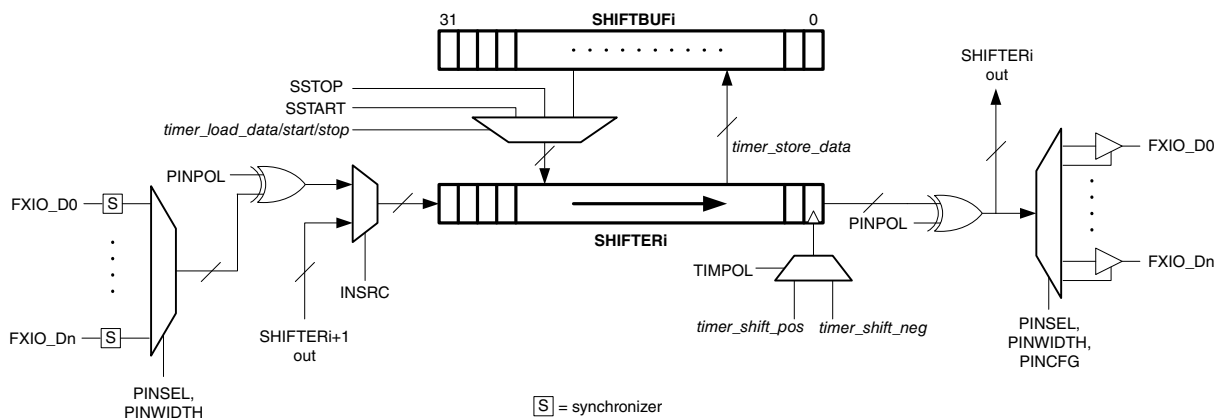 31 SHIFTBUFi 0
SHIFTERi
out
SSTOP
SSTART
timer_load_data/start/stop
timer_store_data
PINPOL
FXIO_D0
S
FXIO_D0
PINPOL
SHIFTERi
TIMPOL
INSRC
FXIO_Dn
timer_shift_pos
timer_shift_neg
FXIO_Dn
S
SHIFTERi+1
out
PINSEL,
PINWIDTH,
PINCFG
PINSEL,
PINWIDTH
S = synchronizer